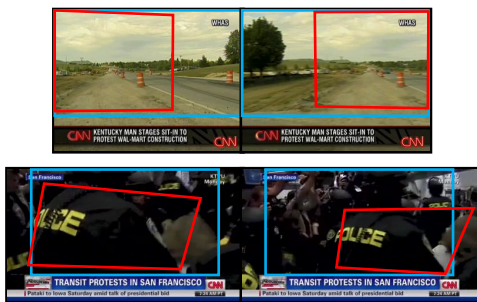 WHAS
WHAS
CNN KENTUCKY MAN STAGES SIT-IN TO
PROTEST WAL-MART CONSTRUCTION
CNN
CNN KENTUCKY MAN STAGES SIT-IN TO
PROTEST WAL-MART CONSTRUCTION
CNN
San Francisco
POLICE
TRANSIT PROTESTS IN SAN FRANCISCO
CNN
Pataki to Iowa Saturday amid talk of presidential bid
San Francisco
POLICE
TRANSIT PROTESTS IN SAN FRANCISCO
CNN
Pataki to Iowa Saturday amid talk of presidential bid